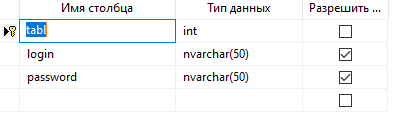 Имя столбца Тип данных Разрешить ...
tabl int
login nvarchar(50)
password nvarchar(50)